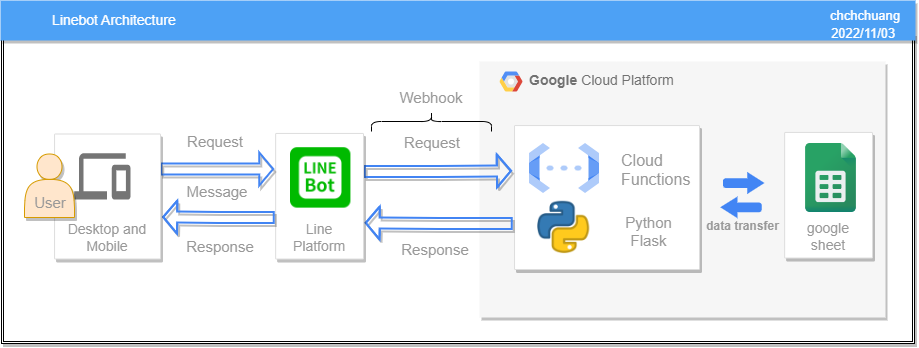 Linebot Architecture
chchchuang
2022/11/03
Google Cloud Platform
Webhook
Request
Message
Response
User
Desktop and
Mobile
LINE
Bot
Line
Platform
Request
Response
Cloud
Functions
Python
Flask
data transfer
google
sheet